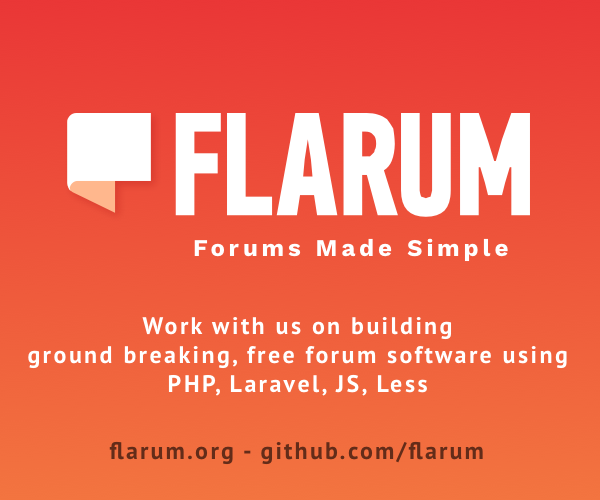 FLARUM
Forums Made Simple
Work with us on building
ground breaking, free forum software using
PHP, Laravel, JS, Less
flarum.org - github.com/flarum